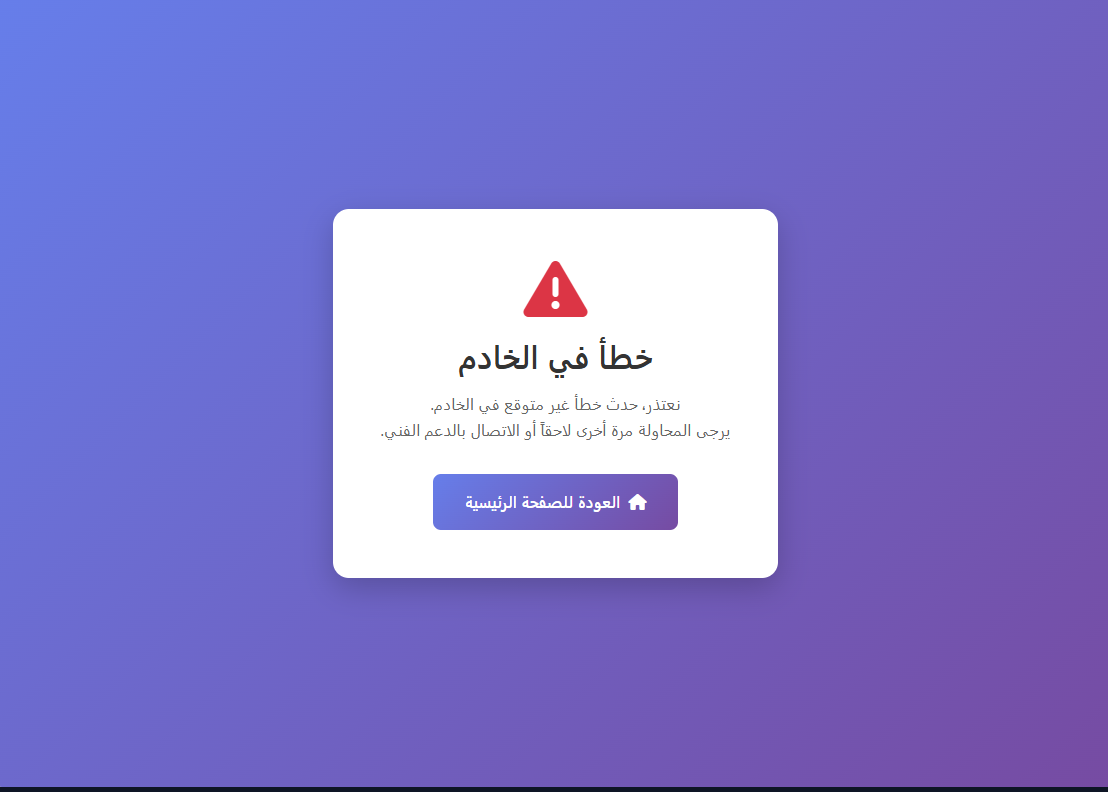 خطأ في الخادم
نعتذر، حدث خطأ غير متوقع في الخادم.
يرجى المحاولة مرة أخرى لاحقاً أو الاتصال بالدعم الفني.
العودة للصفحة الرئيسية